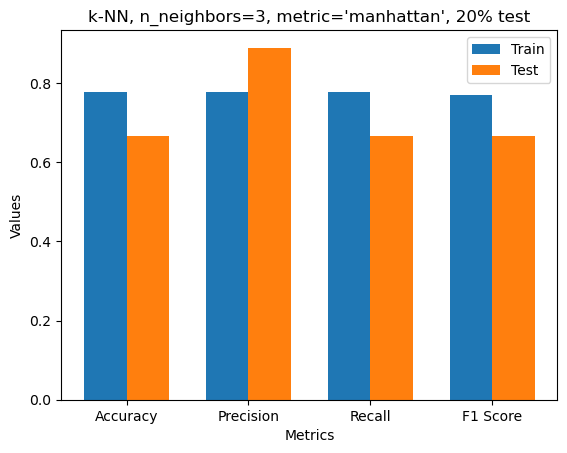 k-NN, n_neighbors=3, metric='manhattan', 20% test
Train
Test
Values
0.8
0.6
0.4
0.2
0.0
Accuracy Precision Recall F1 Score
Metrics